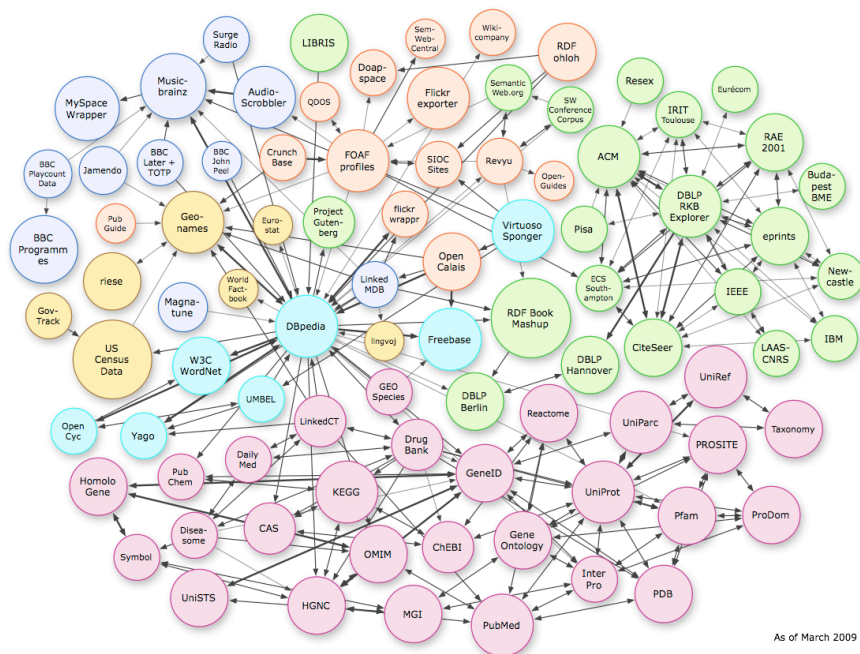 Surge
Radio
LIBRIS
Sem-
Web-
Central
Wiki-
company
RDF
ohloh
Music-
brainz
Doap-
space
MySpace
Wrapper
Audio-
Scrobbler
QDOS
Flickr
exporter
Semantic
Web.org
SW
Conference
Corpus
Resex
IRIT
Toulouse
Eurécom
RAE
2001
BBC
Playcount
Data
Jamendo
BBC
Later +
TOTP
BBC
John
Peel
Crunch
Base
FOAF
profiles
SIOC
Sites
Revyu
Open-
Guides
ACM
DBLP
RKB
Explorer
Buda-
pest
BME
Pub
Guide
Geo-
names
Euro-
stat
Project
Guten-
berg
flickr
wrappr
Virtuoso
Sponger
Pisa
eprints
BBC
Programm
es
riese
World
Fact-
book
Linked
MDB
Open
Calais
ECS
South-
ampton
IEEE
New-
castle
Gov-
Track
Magna-
tune
DBpedia
lingvoj
Freebase
RDF Book
Mashup
US
Census
Data
W3C
WordNet
CiteSeer
LAAS-
CNRS
IBM
DBLP
Hannover
UMBEL
GEO
Species
DBLP
Berlin
UniRef
Open
Cyc
Yago
LinkedCT
Reactome
UniParc
Taxonomy
Daily
Med
Drug
Bank
PROSITE
Homolo
Gene
Pub
Chem
KEGG
GeneID
UniProt
Pfam
ProDom
Symbol
Disea-
some
CAS
OMIM
ChEBI
Gene
Ontology
Inter
Pro
UniSTS
HGNC
MGI
PubMed
PDB
As of March 2009